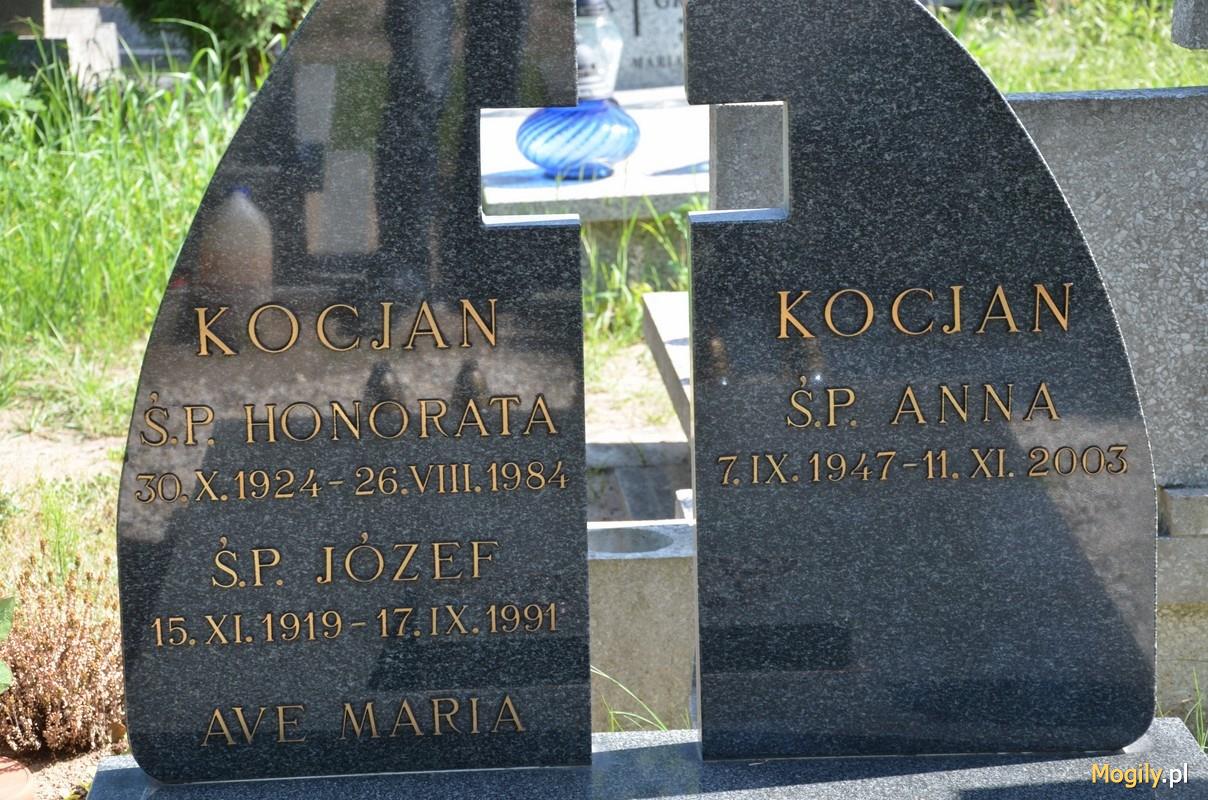 KOCJAN
Ś.P. HONORATA
30.X.1924 - 26.VIII.1984
Ś.P. JÓZEF
15.XI.1919 - 17.IX.1991
AVE MARIA
KOCJAN
Ś.P. ANNA
7.IX.1947 - 11.XI.2003
Mogily.pl